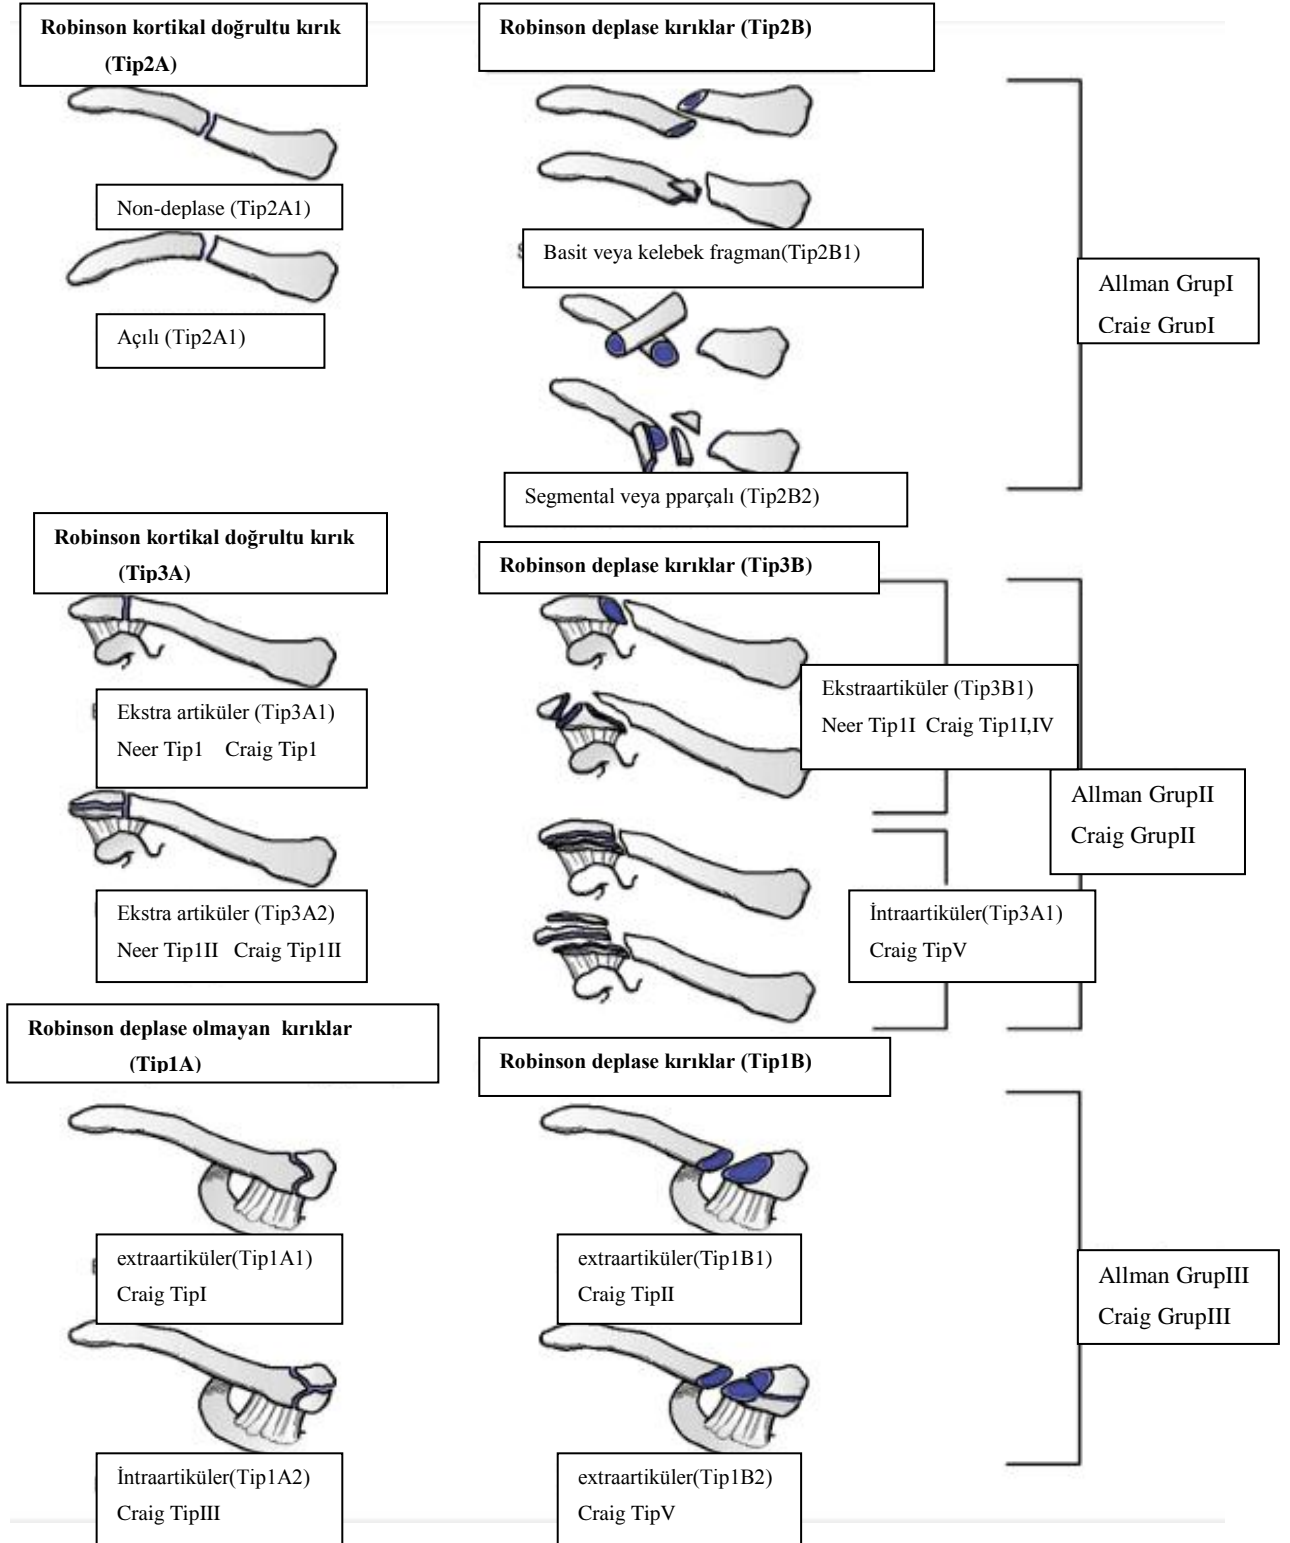 Robinson kortikal doğrultu kırık
(Tip2A)
Robinson deplase kırıklar (Tip2B)
Non-deplase (Tip2A1)
Açılı (Tip2A1)
Basit veya kelebek fragman(Tip2B1)
Segmental veya pparçalı (Tip2B2)
Allman GrupI
Craig GrupI
Robinson kortikal doğrultu kırık
(Tip3A)
Robinson deplase kırıklar (Tip3B)
Ekstra artiküler (Tip3A1)
Neer Tip1 Craig Tip1
Ekstra artiküler (Tip3A2)
Neer Tip1II Craig Tip1II
Ekstraartiküler (Tip3B1)
Neer Tip1I Craig Tip1I,IV
İntraartiküler(Tip3A1)
Craig TipV
Allman GrupII
Craig GrupII
Robinson deplase olmayan kırıklar
(Tip1A)
Robinson deplase kırıklar (Tip1B)
extraartiküler(Tip1A1)
Craig TipI
extraartiküler(Tip1B1)
Craig TipII
İntraartiküler(Tip1A2)
Craig TipIII
extraartiküler(Tip1B2)
Craig TipV
Allman GrupIII
Craig GrupIII